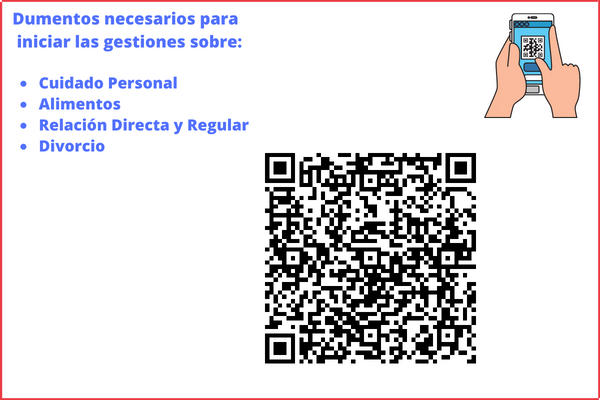 Dumentos necesarios para
iniciar las gestiones sobre:
• Cuidado Personal
• Alimentos
• Relación Directa y Regular
• Divorcio